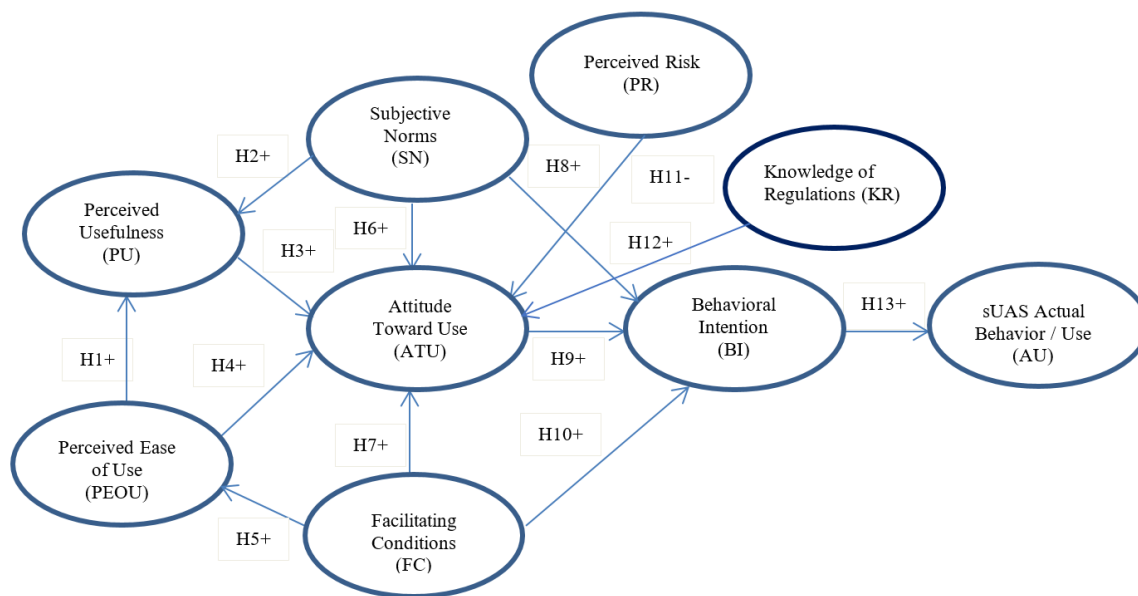 Perceived Risk
(PR)
Subjective
Norms
(SN)
H2+
H8+
H11-
Knowledge of
Regulations (KR)
Perceived
Usefulness
(PU)
H3+
H6+
H12+
Attitude
Toward Use
(ATU)
Behavioral
Intention
(BI)
H13+
sUAS Actual
Behavior / Use
(AU)
H1+
H4+
H9+
Perceived Ease
of Use
(PEOU)
H7+
H10+
H5+
Facilitating
Conditions
(FC)